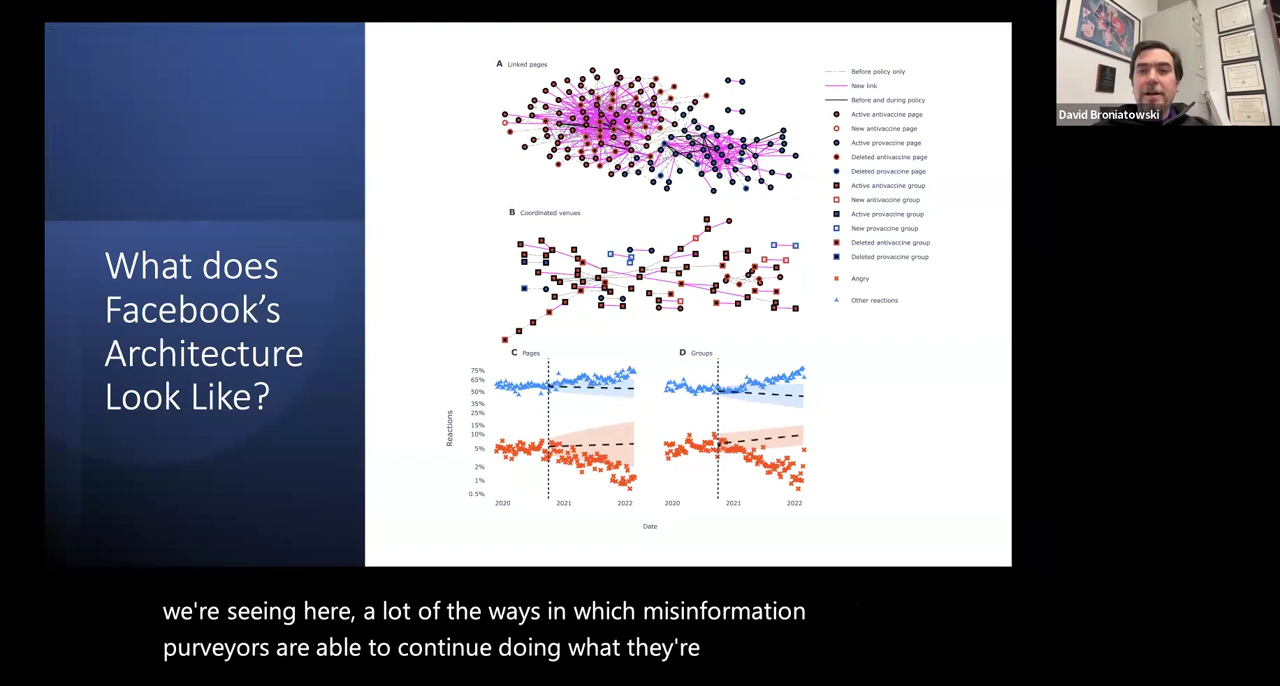 What does
Facebook's
Architecture
Look Like?
A Linked pages
Before policy only
New link
Before and during policy
Active antivaccine page
New antivaccine page
Active provaccine page
Deleted antivaccine page
Deleted provaccine page
Active antivaccine group
New antivaccine group
Active provaccine group
New provaccine group
Deleted antivaccine group
Deleted provaccine group
Angry
Other reactions
B Coordinated venues
C Pages
D Groups
Reactions
75%
65%
50%
35%
25%
15%
10%
5%
2%
1%
0.5%
2020 2021 2022
2020 2021 2022
Date
David Broniatowski
we're seeing here, a lot of the ways in which misinformation
purveyors are able to continue doing what they're